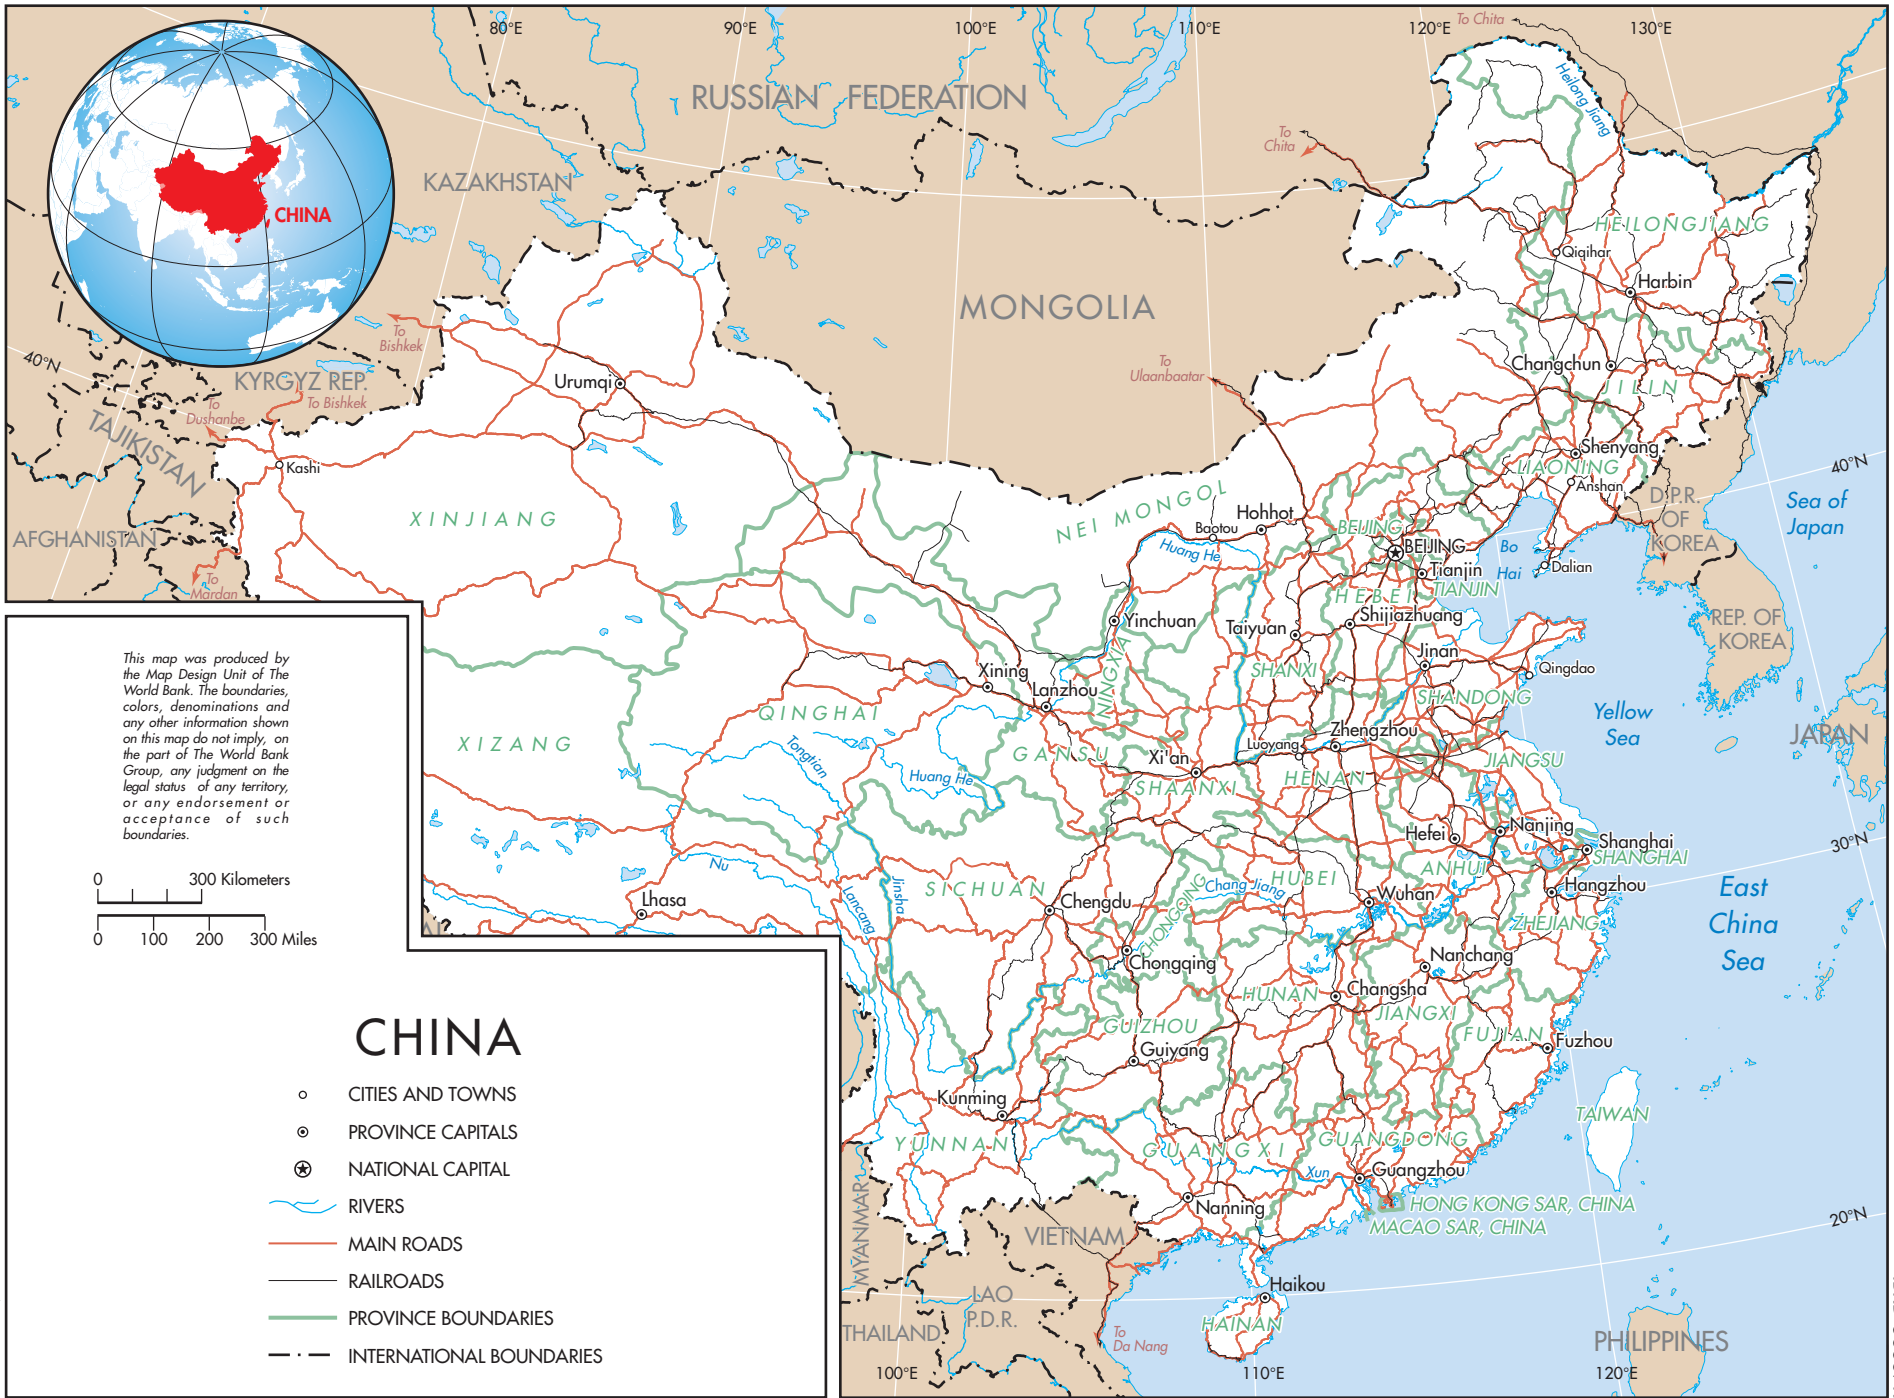 80°E
90°E
100°E
110°E
To Chita
120°E
130°E
RUSSIAN FEDERATION
Heilong Jiang
To
Chita
KAZAKHSTAN
CHINA
HEILONGJIANG
Qiqihar
Harbin
MONGOLIA
To
Bishkek
40°N
To
Ulaanbaatar
Changchun
JILIN
KYRGYZ REP.
To Bishkek
Urumqi
To
Dushanbe
TAJIKISTAN
Kashi
Shenyang
LIAONING
Anshan
40°N
D.P.R.
OF
KOREA
Sea of
Japan
XINJIANG
NEI MONGOL
Hohhot
Baotou
Huang He
BEIJING
BEIJING
Bo
Hai
Dalian
AFGHANISTAN
To
Mardan
Tianjin
TIANJIN
HEBEI
Yinchuan
Taiyuan
Shijiazhuang
REP. OF
KOREA
This map was produced by
the Map Design Unit of The
World Bank. The boundaries,
colors, denominations and
any other information shown
on this map do not imply, on
the part of The World Bank
Group, any judgment on the
legal status of any territory,
or any endorsement or
acceptance of such
boundaries.
Xining
Lanzhou
NINGXIA
SHANXI
Jinan
Qingdao
SHANDONG
QINGHAI
XIZANG
Tongtian
Huang He
GANSU
Xi'an
SHAANXI
Luoyang
Zhengzhou
HENAN
JIANGSU
Yellow
Sea
JAPAN
Hefei
Nanjing
Shanghai
SHANGHAI
30°N
0 300 Kilometers
0 100 200 300 Miles
Nu
Lhasa
Lancang
Jinsha
SICHUAN
Chengdu
CHONGQING
Chang Jiang
HUBEI
ANHUI
Wuhan
Hangzhou
ZHEJIANG
East
China
Sea
Chongqing
Nanchang
HUNAN
Changsha
JIANGXI
GUIZHOU
Guiyang
FUJIAN
Fuzhou
CHINA
CITIES AND TOWNS
PROVINCE CAPITALS
NATIONAL CAPITAL
RIVERS
MAIN ROADS
RAILROADS
PROVINCE BOUNDARIES
INTERNATIONAL BOUNDARIES
Kunming
YUNNAN
GUANGXI
GUANGDONG
TAIWAN
Xun
Guangzhou
Nanning
HONG KONG SAR, CHINA
MACAO SAR, CHINA
20°N
MYANMAR
VIETNAM
LAO
P.D.R.
THAILAND
To
Da Nang
Haikou
HAINAN
PHILIPPINES
100°E
110°E
120°E